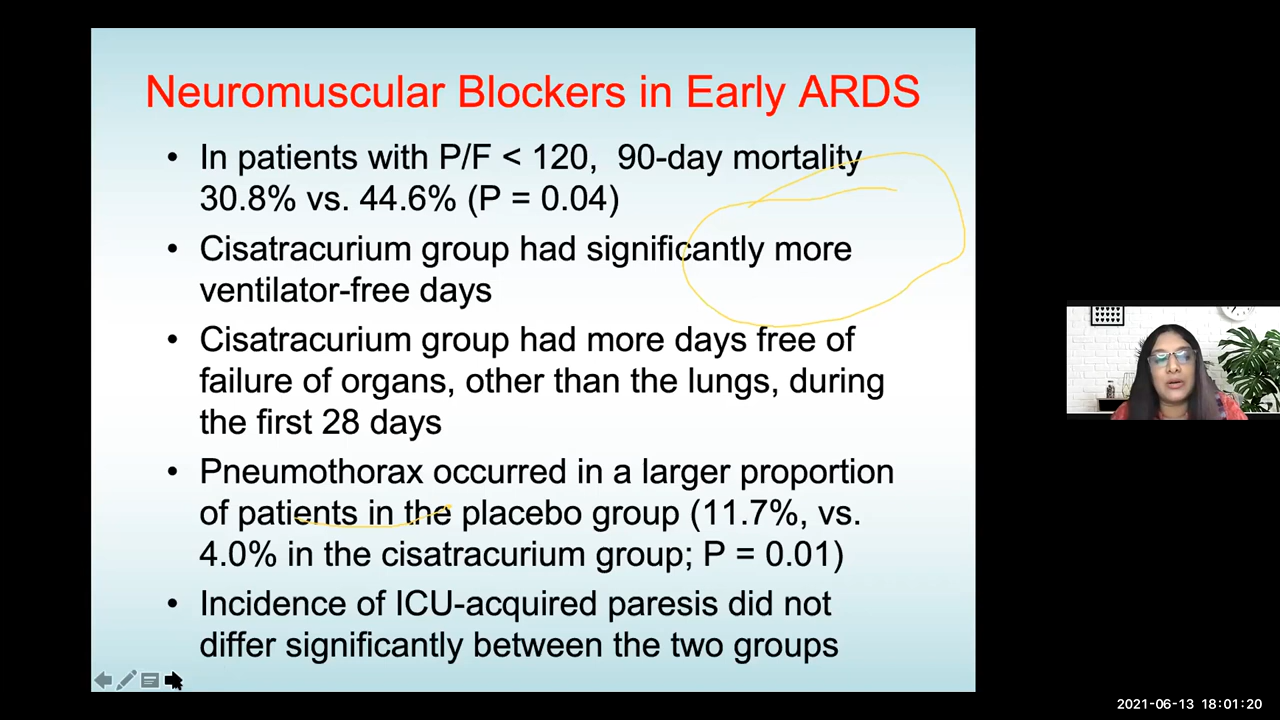 Neuromuscular Blockers in Early ARDS
• In patients with P/F < 120, 90-day mortality
30.8% vs. 44.6% (P = 0.04)
• Cisatracurium group had significantly more
ventilator-free days
• Cisatracurium group had more days free of
failure of organs, other than the lungs, during
the first 28 days
• Pneumothorax occurred in a larger proportion
of patients in the placebo group (11.7%, vs.
4.0% in the cisatracurium group; P = 0.01)
• Incidence of ICU-acquired paresis did not
differ significantly between the two groups
2021-06-13 18:01:20